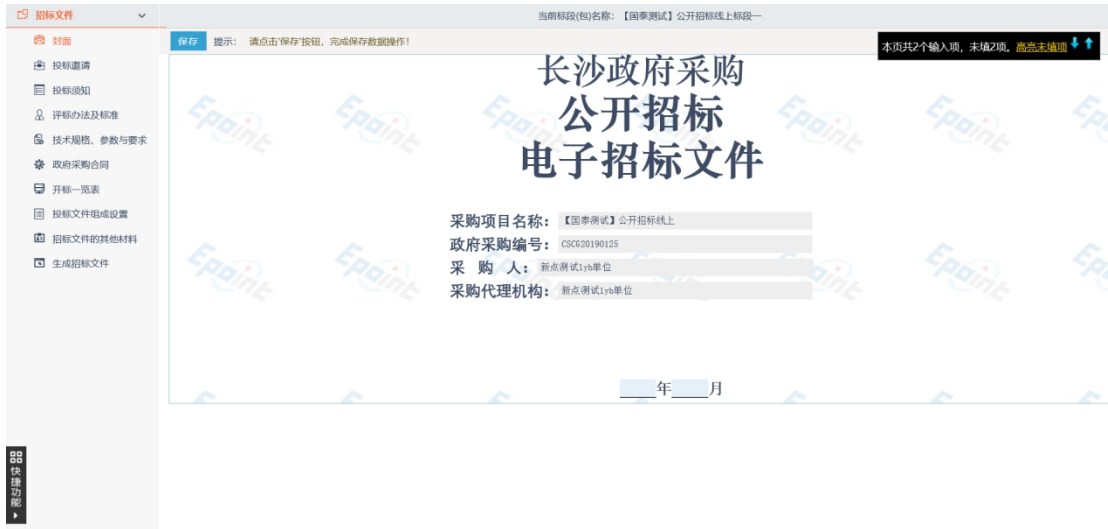 招标文件
当前标段(包)名称：【国泰测试】公开招标线上标段一
封面
投标邀请
投标须知
评标办法及标准
技术规格、参数与要求
政府采购合同
开标一览表
投标文件组成设置
招标文件的其他材料
生成招标文件
快捷功能
保存 提示： 请点击'保存'按钮，完成保存数据操作！
本页共2个输入项，未填2项。高亮未填项
长沙政府采购
公开招标
电子招标文件
采购项目名称：【国泰测试】公开招标线上
政府采购编号：CSCG20190125
采 购 人：新点测试lyb单位
采购代理机构：新点测试lyb单位
年 月
Epoint